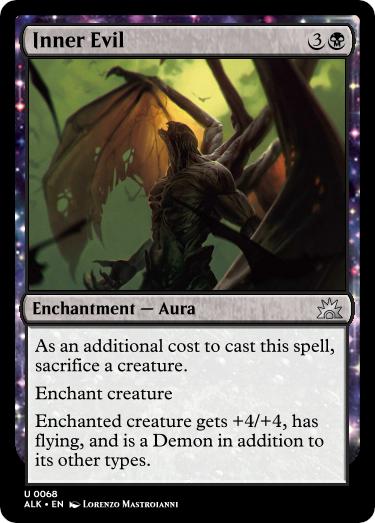 Inner Evil 3
Enchantment — Aura
As an additional cost to cast this spell,
sacrifice a creature.
Enchant creature
Enchanted creature gets +4/+4, has
flying, and is a Demon in addition to
its other types.
U 0068
ALK • EN Lorenzo Mastroianni